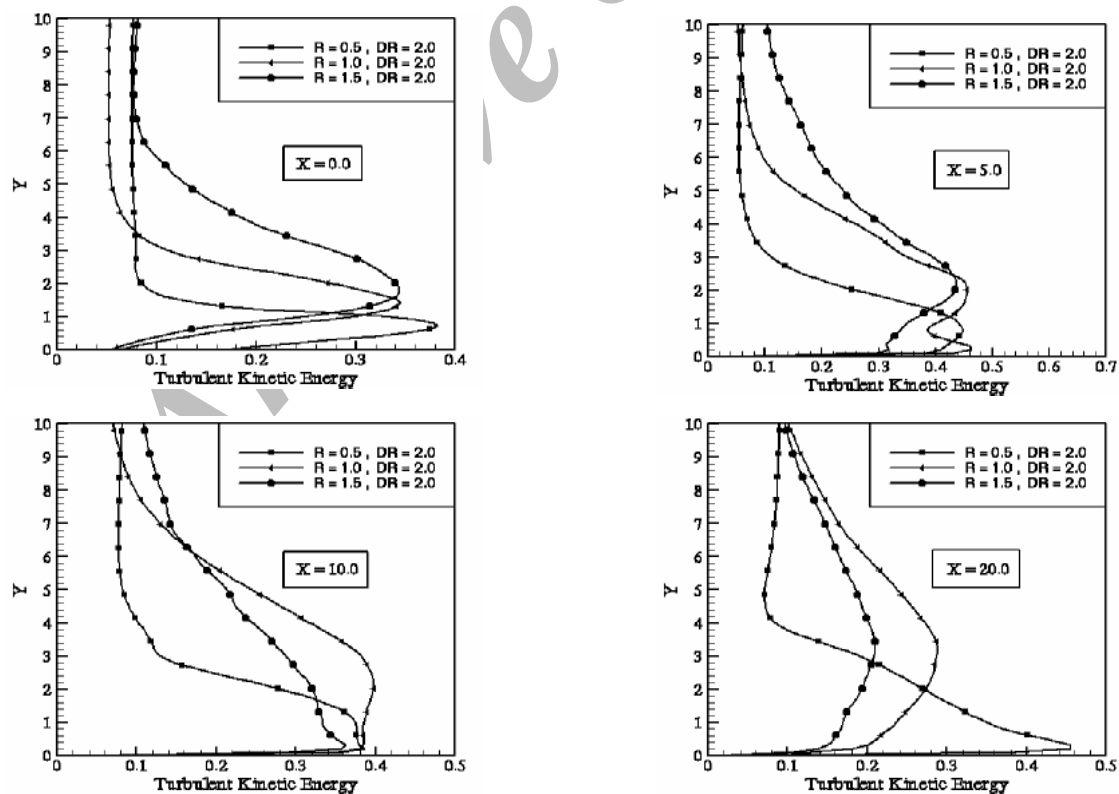 10
9
8
7
6
5
4
3
2
1
0
Y
R = 0.5 , DR = 2.0
R = 1.0 , DR = 2.0
R = 1.5 , DR = 2.0
X = 0.0
0 0.1 0.2 0.3 0.4
Turbulent Kinetic Energy
10
9
8
7
6
5
4
3
2
1
0
Y
R = 0.5 , DR = 2.0
R = 1.0 , DR = 2.0
R = 1.5 , DR = 2.0
X = 5.0
0 0.1 0.2 0.3 0.4 0.5 0.6 0.7
Turbulent Kinetic Energy
10
9
8
7
6
5
4
3
2
1
0
Y
R = 0.5 , DR = 2.0
R = 1.0 , DR = 2.0
R = 1.5 , DR = 2.0
X = 10.0
0 0.1 0.2 0.3 0.4 0.5
Turbulent Kinetic Energy
10
9
8
7
6
5
4
3
2
1
0
Y
R = 0.5 , DR = 2.0
R = 1.0 , DR = 2.0
R = 1.5 , DR = 2.0
X = 20.0
0 0.1 0.2 0.3 0.4 0.5
Turbulent Kinetic Energy